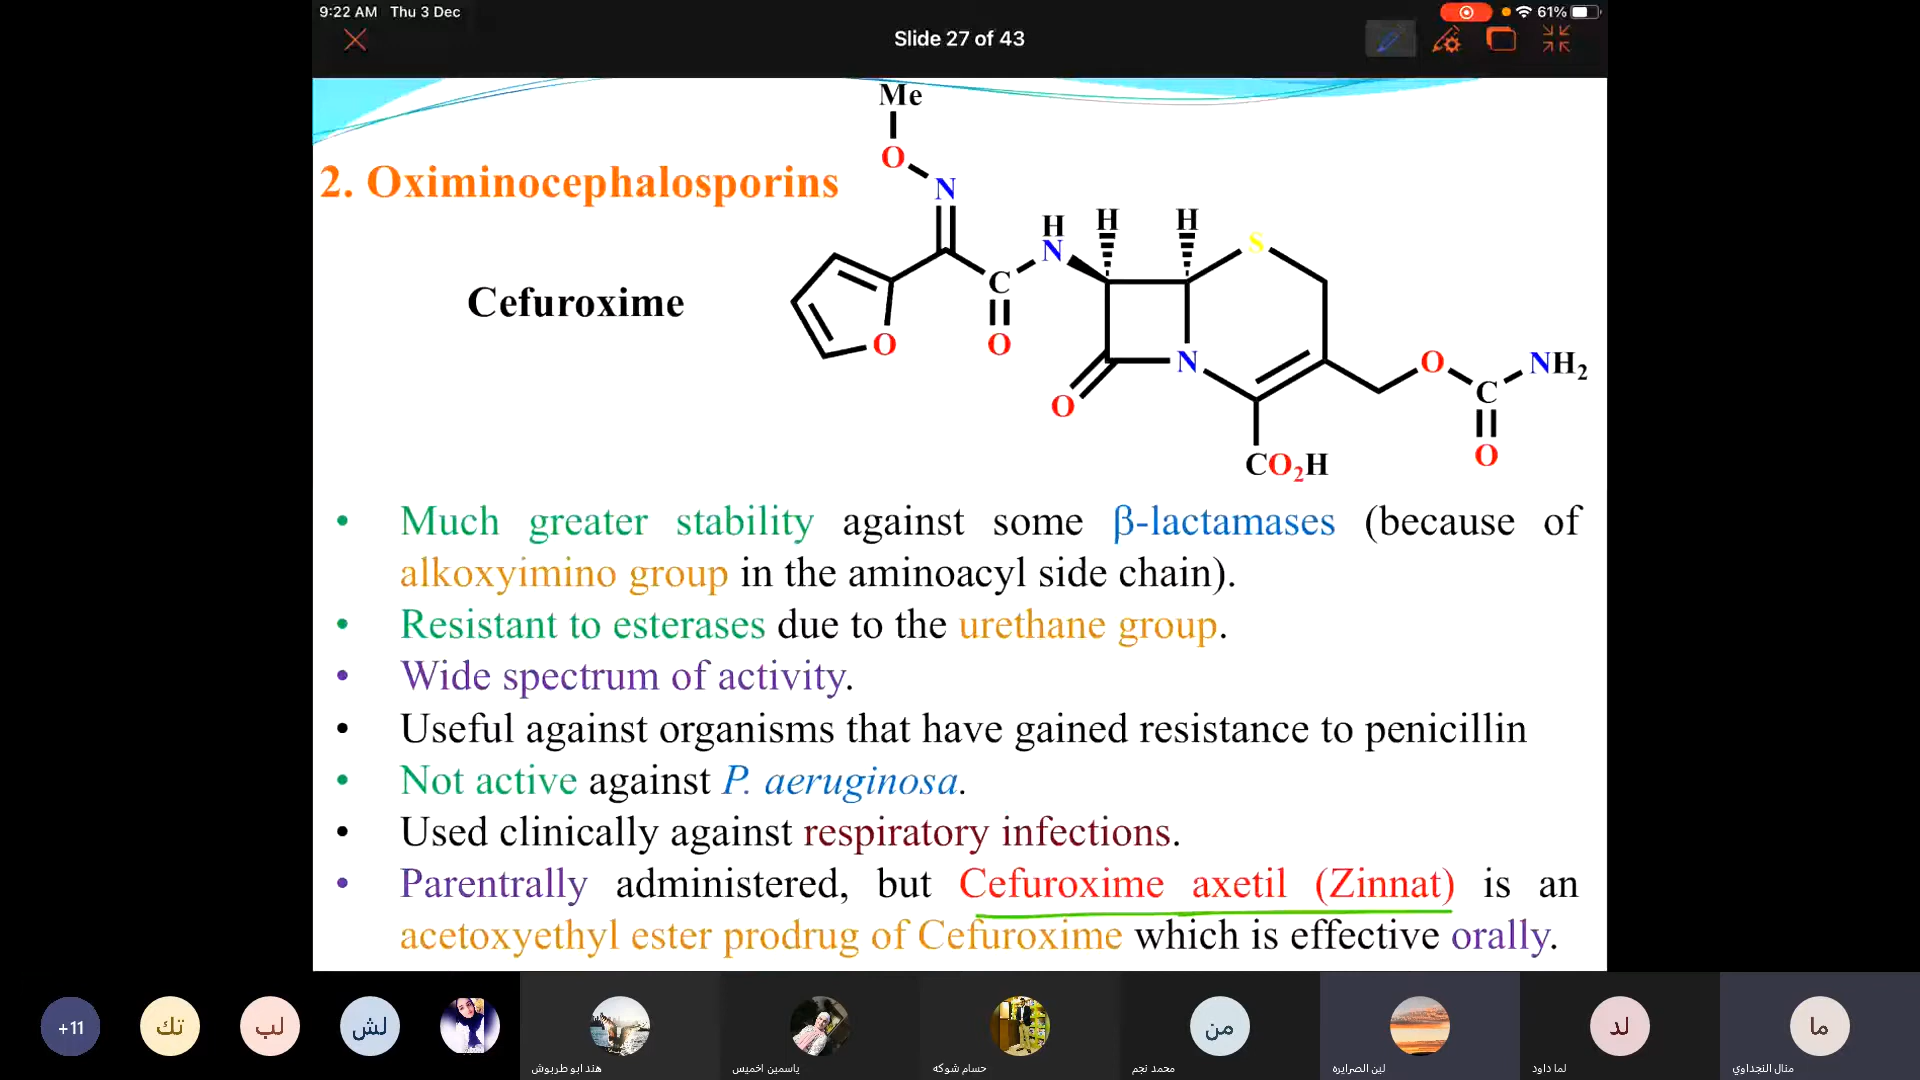 9:22 AM Thu 3 Dec
61%
Slide 27 of 43
2. Oximinocephalosporins
Cefuroxime
Me
O
N
H
N
H
H
S
C
O
O
O
N
O
CO2H
O
C
O
NH2
• Much greater stability against some β-lactamases (because of
alkoxyimino group in the aminoacyl side chain).
• Resistant to esterases due to the urethane group.
• Wide spectrum of activity.
• Useful against organisms that have gained resistance to penicillin
• Not active against P. aeruginosa.
• Used clinically against respiratory infections.
• Parentrally administered, but Cefuroxime axetil (Zinnat) is an
acetoxyethyl ester prodrug of Cefuroxime which is effective orally.
+11
تك
لب
لش
من
لد
ما
هند ابو طربوش
ياسمين اخميس
حسام شوكه
محمد نجم
لين الصرايره
لما داود
منال النجداوي